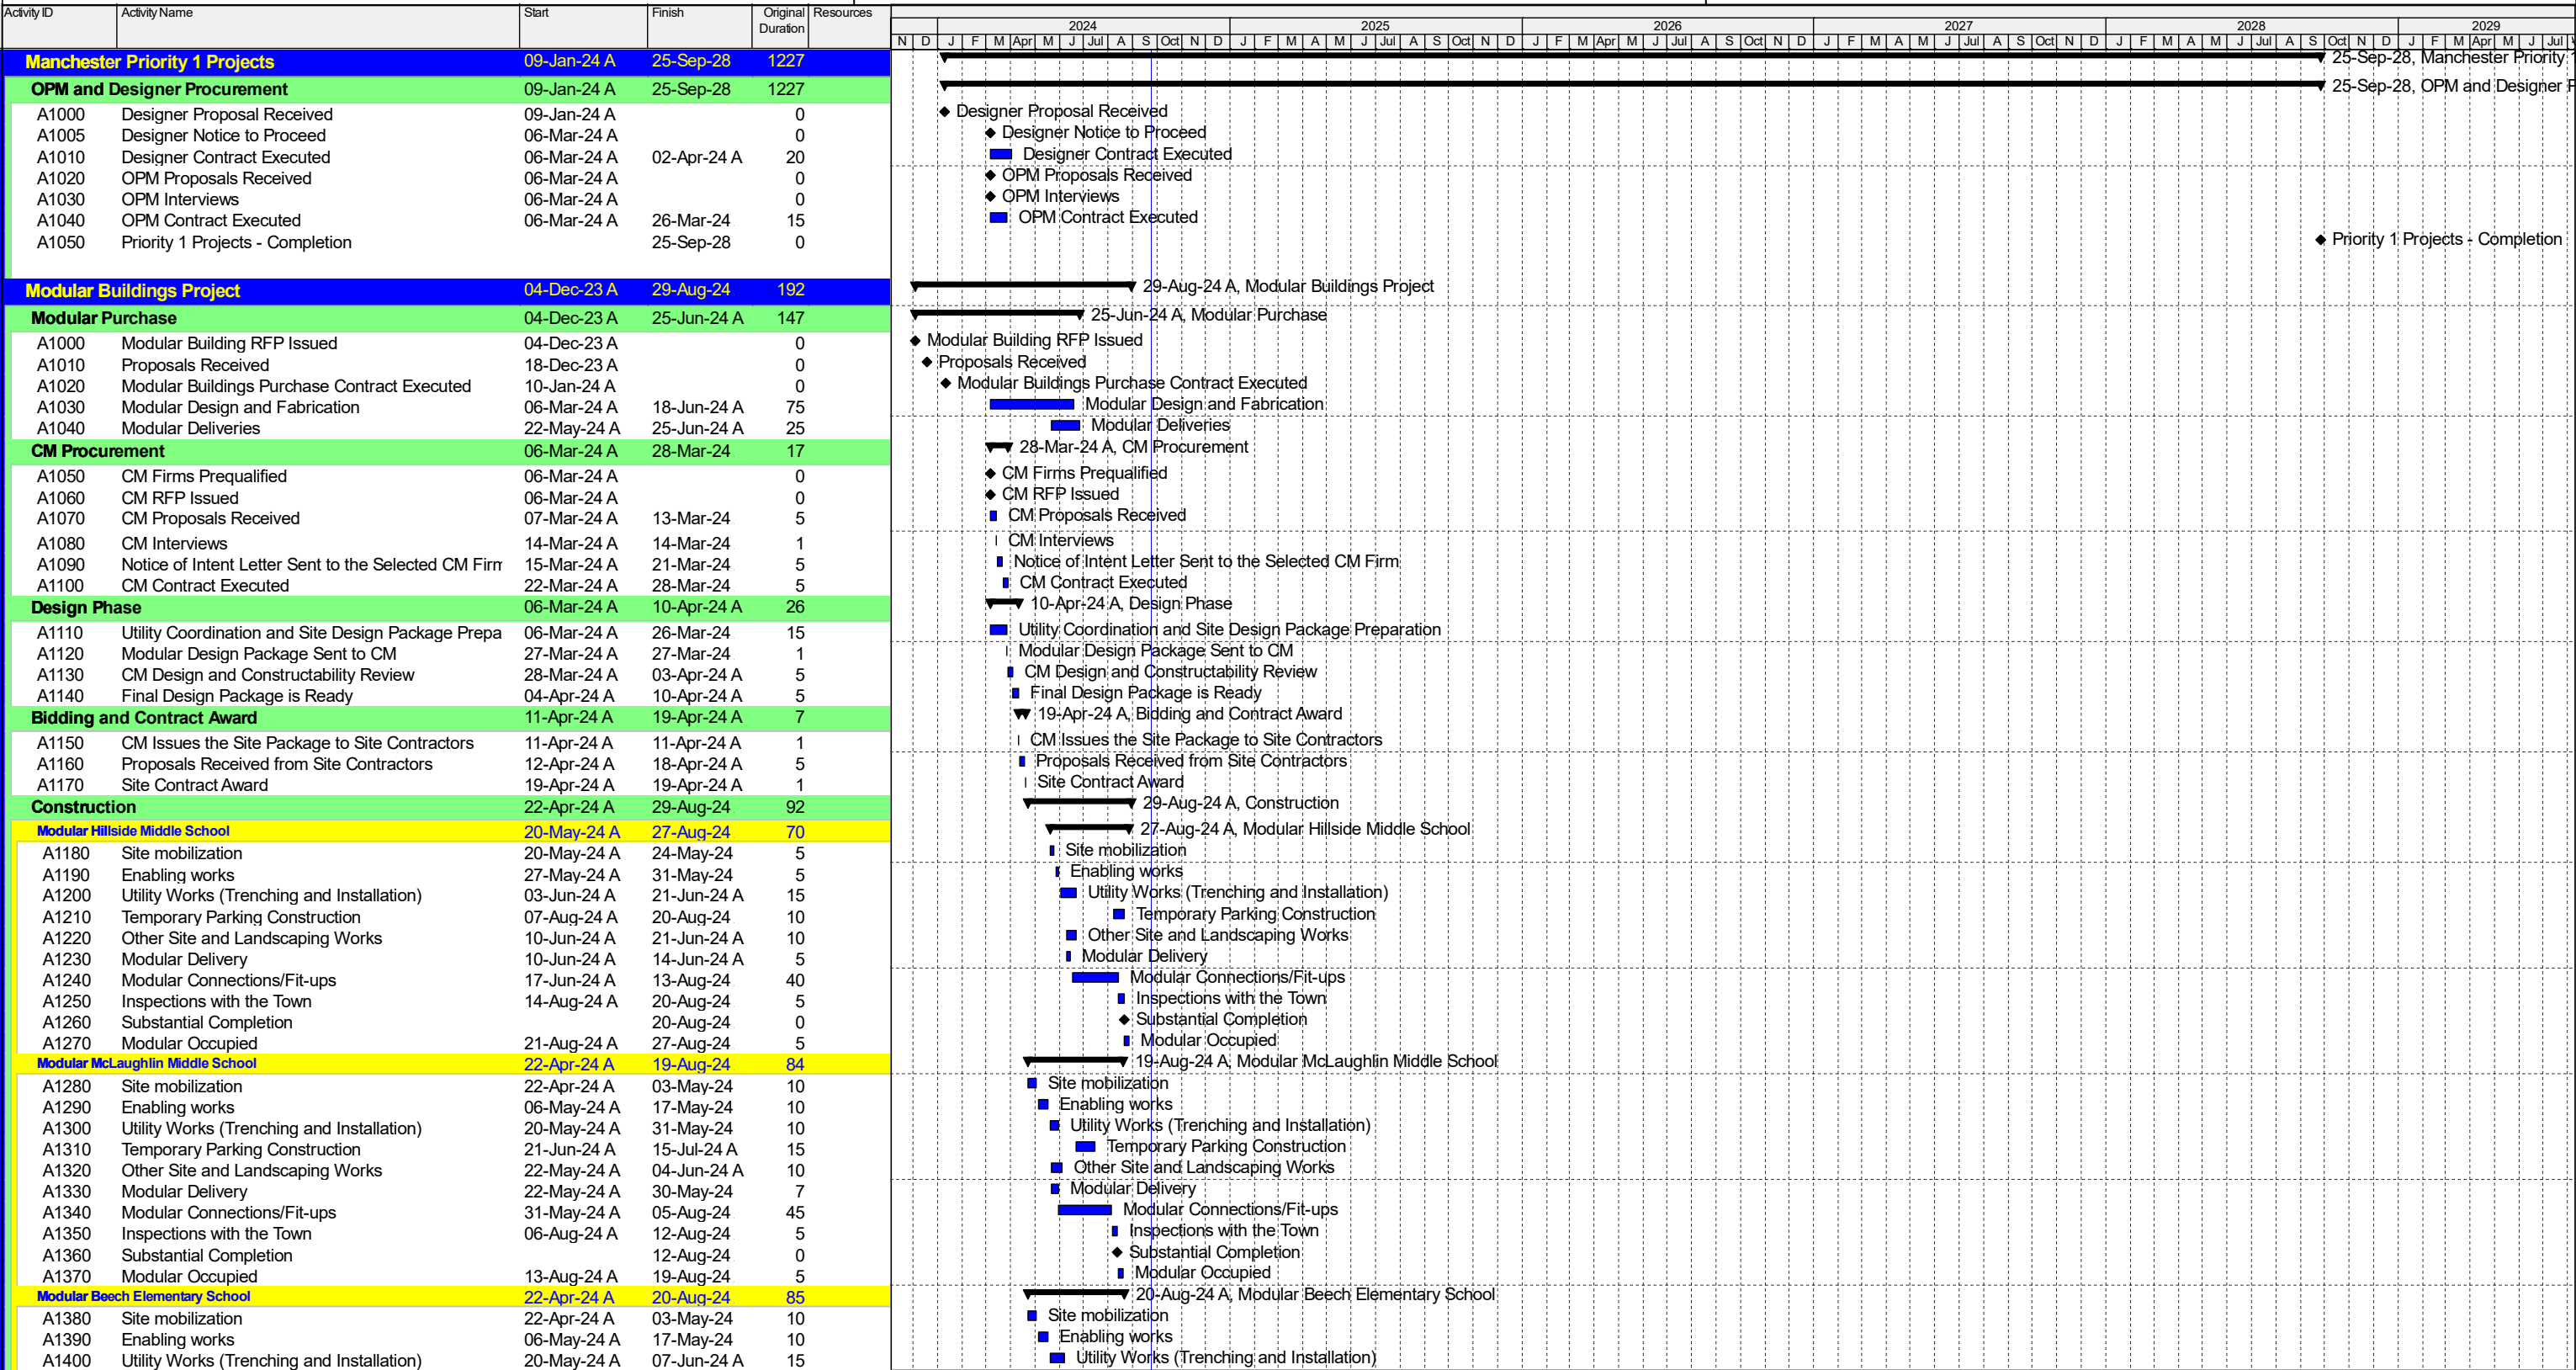 Activity ID Activity Name Start Finish Original Duration Resources
2024 2025 2026 2027 2028 2029
N D J F M Apr M J Jul A S Oct N D J F M A M J Jul A S Oct N D J F M Apr M J Jul A S Oct N D J F M A M J Jul A S Oct N D J F M A M J Jul A S Oct N D J F M Apr M J Jul
Manchester Priority 1 Projects 09-Jan-24 A 25-Sep-28 1227 25-Sep-28, Manchester Priority
OPM and Designer Procurement 09-Jan-24 A 25-Sep-28 1227 25-Sep-28, OPM and Designer
A1000 Designer Proposal Received 09-Jan-24 A 0 Designer Proposal Received
A1005 Designer Notice to Proceed 06-Mar-24 A 0 Designer Notice to Proceed
A1010 Designer Contract Executed 06-Mar-24 A 02-Apr-24 A 20 Designer Contract Executed
A1020 OPM Proposals Received 06-Mar-24 A 0 OPM Proposals Received
A1030 OPM Interviews 06-Mar-24 A 0 OPM Interviews
A1040 OPM Contract Executed 06-Mar-24 A 26-Mar-24 15 OPM Contract Executed
A1050 Priority 1 Projects - Completion 25-Sep-28 0 Priority 1 Projects - Completion
Modular Buildings Project 04-Dec-23 A 29-Aug-24 192 29-Aug-24 A, Modular Buildings Project
Modular Purchase 04-Dec-23 A 25-Jun-24 A 147 25-Jun-24 A, Modular Purchase
A1000 Modular Building RFP Issued 04-Dec-23 A 0 Modular Building RFP Issued
A1010 Proposals Received 18-Dec-23 A 0 Proposals Received
A1020 Modular Buildings Purchase Contract Executed 10-Jan-24 A 0 Modular Buildings Purchase Contract Executed
A1030 Modular Design and Fabrication 06-Mar-24 A 18-Jun-24 A 75 Modular Design and Fabrication
A1040 Modular Deliveries 22-May-24 A 25-Jun-24 A 25 Modular Deliveries
CM Procurement 06-Mar-24 A 28-Mar-24 17 28-Mar-24 A, CM Procurement
A1050 CM Firms Prequalified 06-Mar-24 A 0 CM Firms Prequalified
A1060 CM RFP Issued 06-Mar-24 A 0 CM RFP Issued
A1070 CM Proposals Received 07-Mar-24 A 13-Mar-24 5 CM Proposals Received
A1080 CM Interviews 14-Mar-24 A 14-Mar-24 1 CM Interviews
A1090 Notice of Intent Letter Sent to the Selected CM Firm 15-Mar-24 A 21-Mar-24 5 Notice of Intent Letter Sent to the Selected CM Firm
A1100 CM Contract Executed 22-Mar-24 A 28-Mar-24 5 CM Contract Executed
Design Phase 06-Mar-24 A 10-Apr-24 A 26 10-Apr-24 A, Design Phase
A1110 Utility Coordination and Site Design Package Prepa 06-Mar-24 A 26-Mar-24 15 Utility Coordination and Site Design Package Preparation
A1120 Modular Design Package Sent to CM 27-Mar-24 A 27-Mar-24 1 Modular Design Package Sent to CM
A1130 CM Design and Constructability Review 28-Mar-24 A 03-Apr-24 A 5 CM Design and Constructability Review
A1140 Final Design Package is Ready 04-Apr-24 A 10-Apr-24 A 5 Final Design Package is Ready
Bidding and Contract Award 11-Apr-24 A 19-Apr-24 A 7 19-Apr-24 A, Bidding and Contract Award
A1150 CM Issues the Site Package to Site Contractors 11-Apr-24 A 11-Apr-24 A 1 CM Issues the Site Package to Site Contractors
A1160 Proposals Received from Site Contractors 12-Apr-24 A 18-Apr-24 A 5 Proposals Received from Site Contractors
A1170 Site Contract Award 19-Apr-24 A 19-Apr-24 A 1 Site Contract Award
Construction 22-Apr-24 A 29-Aug-24 92 29-Aug-24 A, Construction
Modular Hillside Middle School 20-May-24 A 27-Aug-24 70 27-Aug-24 A, Modular Hillside Middle School
A1180 Site mobilization 20-May-24 A 24-May-24 5 Site mobilization
A1190 Enabling works 27-May-24 A 31-May-24 5 Enabling works
A1200 Utility Works (Trenching and Installation) 03-Jun-24 A 21-Jun-24 A 15 Utility Works (Trenching and Installation)
A1210 Temporary Parking Construction 07-Aug-24 A 20-Aug-24 10 Temporary Parking Construction
A1220 Other Site and Landscaping Works 10-Jun-24 A 21-Jun-24 A 10 Other Site and Landscaping Works
A1230 Modular Delivery 10-Jun-24 A 14-Jun-24 A 5 Modular Delivery
A1240 Modular Connections/Fit-ups 17-Jun-24 A 13-Aug-24 40 Modular Connections/Fit-ups
A1250 Inspections with the Town 14-Aug-24 A 20-Aug-24 5 Inspections with the Town
A1260 Substantial Completion 20-Aug-24 0 Substantial Completion
A1270 Modular Occupied 21-Aug-24 A 27-Aug-24 5 Modular Occupied
Modular McLaughlin Middle School 22-Apr-24 A 19-Aug-24 84 19-Aug-24 A, Modular McLaughlin Middle School
A1280 Site mobilization 22-Apr-24 A 03-May-24 10 Site mobilization
A1290 Enabling works 06-May-24 A 17-May-24 10 Enabling works
A1300 Utility Works (Trenching and Installation) 20-May-24 A 31-May-24 10 Utility Works (Trenching and Installation)
A1310 Temporary Parking Construction 21-Jun-24 A 15-Jul-24 A 15 Temporary Parking Construction
A1320 Other Site and Landscaping Works 22-May-24 A 04-Jun-24 A 10 Other Site and Landscaping Works
A1330 Modular Delivery 22-May-24 A 30-May-24 7 Modular Delivery
A1340 Modular Connections/Fit-ups 31-May-24 A 05-Aug-24 45 Modular Connections/Fit-ups
A1350 Inspections with the Town 06-Aug-24 A 12-Aug-24 5 Inspections with the Town
A1360 Substantial Completion 12-Aug-24 0 Substantial Completion
A1370 Modular Occupied 13-Aug-24 A 19-Aug-24 5 Modular Occupied
Modular Beech Elementary School 22-Apr-24 A 20-Aug-24 85 20-Aug-24 A, Modular Beech Elementary School
A1380 Site mobilization 22-Apr-24 A 03-May-24 10 Site mobilization
A1390 Enabling works 06-May-24 A 17-May-24 10 Enabling works
A1400 Utility Works (Trenching and Installation) 20-May-24 A 07-Jun-24 A 15 Utility Works (Trenching and Installation)